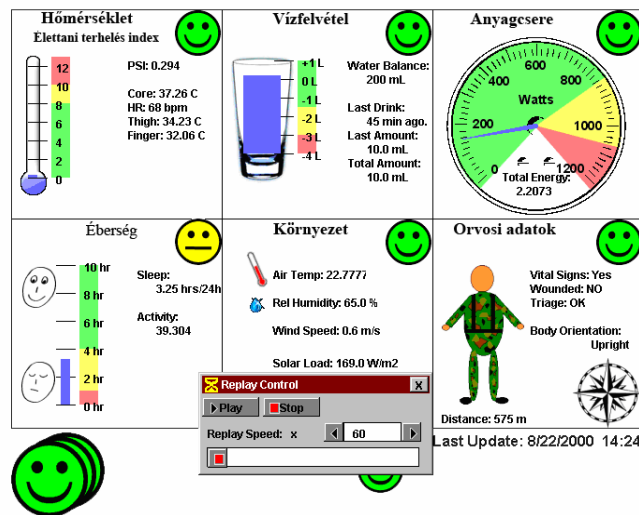 Hőmérséklet
Élettani terhelés index
12
10
8
6
4
2
0
PSI: 0.294
Core: 37.26 C
HR: 68 bpm
Thigh: 34.23 C
Finger: 32.06 C
Vízfelvétel
+1 L
0 L
-1 L
-2 L
-3 L
-4 L
Water Balance:
200 mL
Last Drink:
45 min ago.
Last Amount:
10.0 mL
Total Amount:
10.0 mL
Anyagcsere
0
200
400
600
800
1000
1200
Watts
Total Energy:
2.2073
Éberség
10 hr
8 hr
6 hr
4 hr
2 hr
0 hr
Sleep:
3.25 hrs/24h
Activity:
39.304
Környezet
Air Temp: 22.7777
Rel Humidity: 65.0 %
Wind Speed: 0.6 m/s
Solar Load: 169.0 W/m2
Orvosi adatok
Vital Signs: Yes
Wounded: NO
Triage: OK
Body Orientation:
Upright
Distance: 575 m
Replay Control
X
Play
Stop
Replay Speed: x
60
Last Update: 8/22/2000 14:24